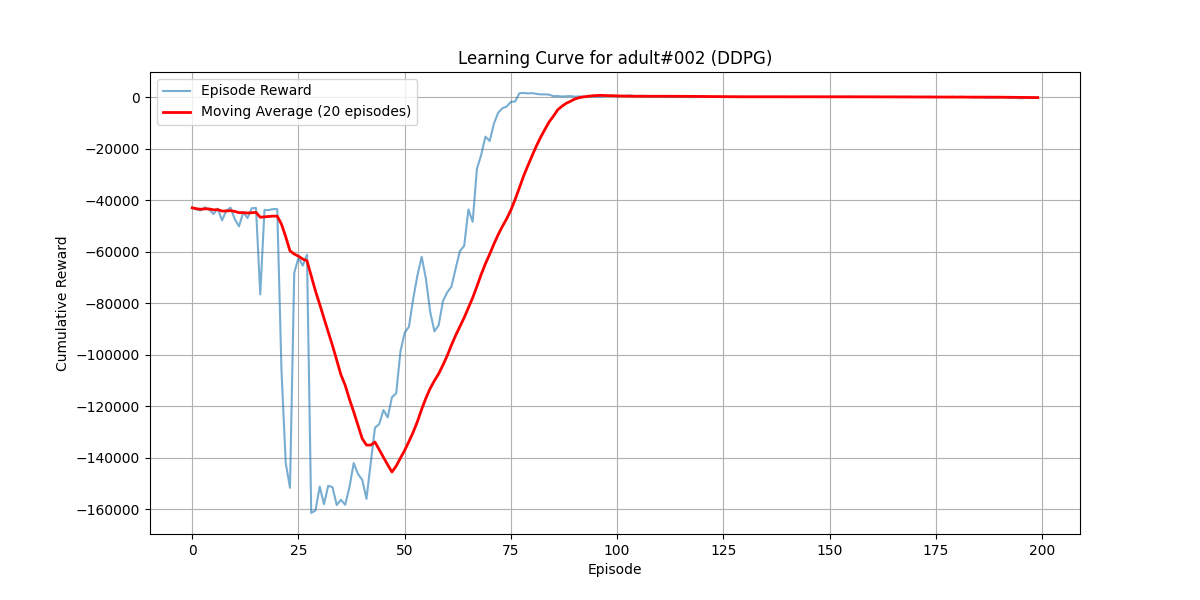 Learning Curve for adult#002 (DDPG)
Episode Reward
Moving Average (20 episodes)
Cumulative Reward
0
−20000
−40000
−60000
−80000
−100000
−120000
−140000
−160000
0 25 50 75 100 125 150 175 200
Episode